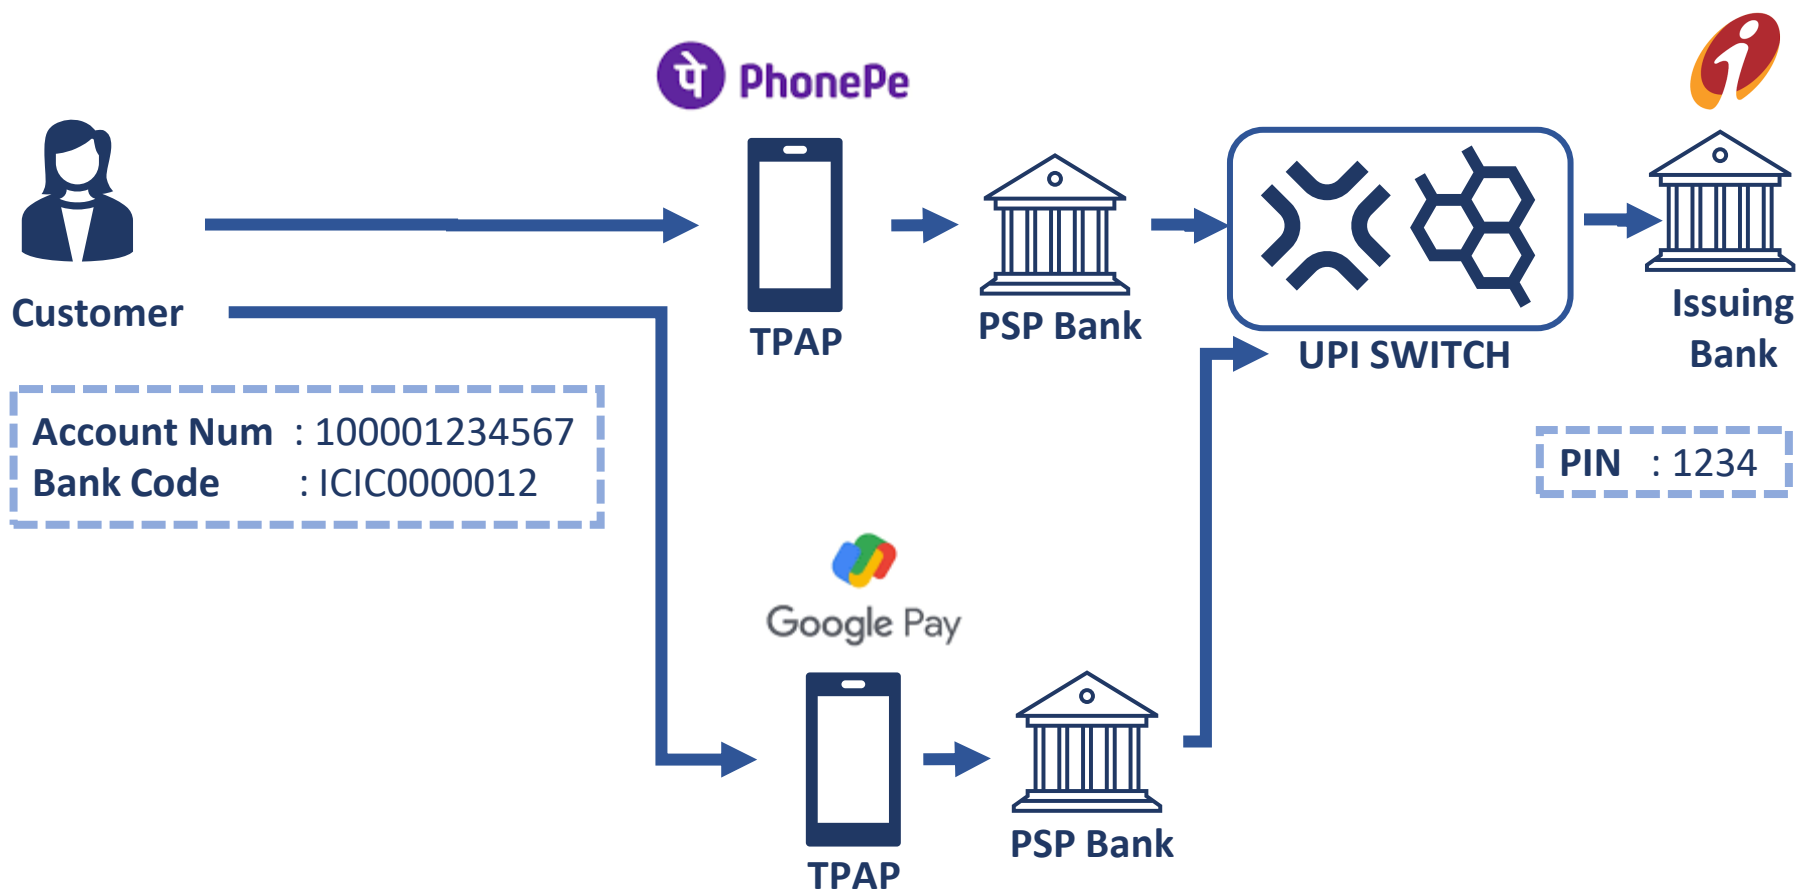 पे PhonePe
Customer
TPAP
PSP Bank
UPI SWITCH
Issuing
Bank
Account Num : 100001234567
Bank Code : ICIC0000012
PIN : 1234
Google Pay
TPAP
PSP Bank